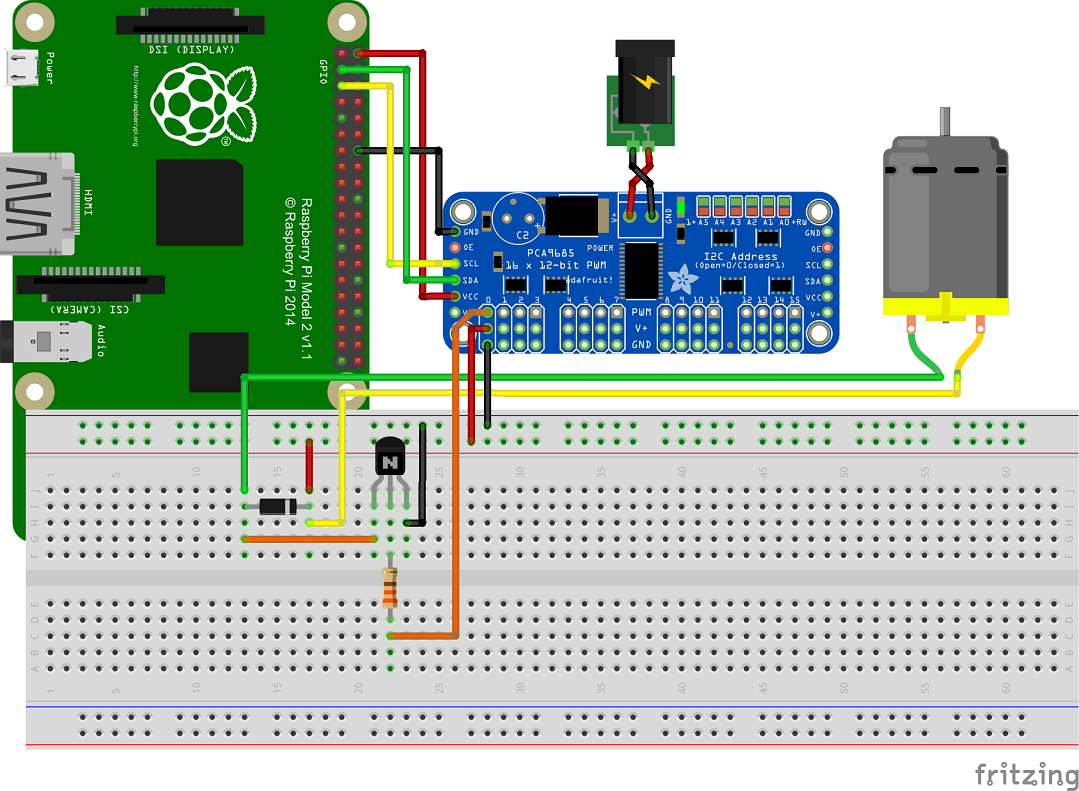 DSI (DISPLAY)
Power
GPIO
http://www.raspberrypi.org
TM
HDMI
Raspberry Pi Model 2 v1.1
© Raspberry Pi 2014
CSI (CAMERA)
Audio
C2
+
V+
GND
1+ A5 A4 A3 A2 A1 A0 +RW
GND
OE
SCL
SDA
VCC
PCA9685
16 x 12-bit PWM
POWER
adafruit!
I2C Address
(Open=0/Closed=1)
GND
OE
SCL
SDA
VCC
V+
0 1 2 3 4 5 6 7 8 9 10 11 12 13 14 15
PWM
V+
GND
N
1 5 10 15 20 25 30 35 40 45 50 55 60
J
I
H
G
F
J
I
H
G
F
E
D
C
B
A
E
D
C
B
A
1 5 10 15 20 25 30 35 40 45 50 55 60
fritzing